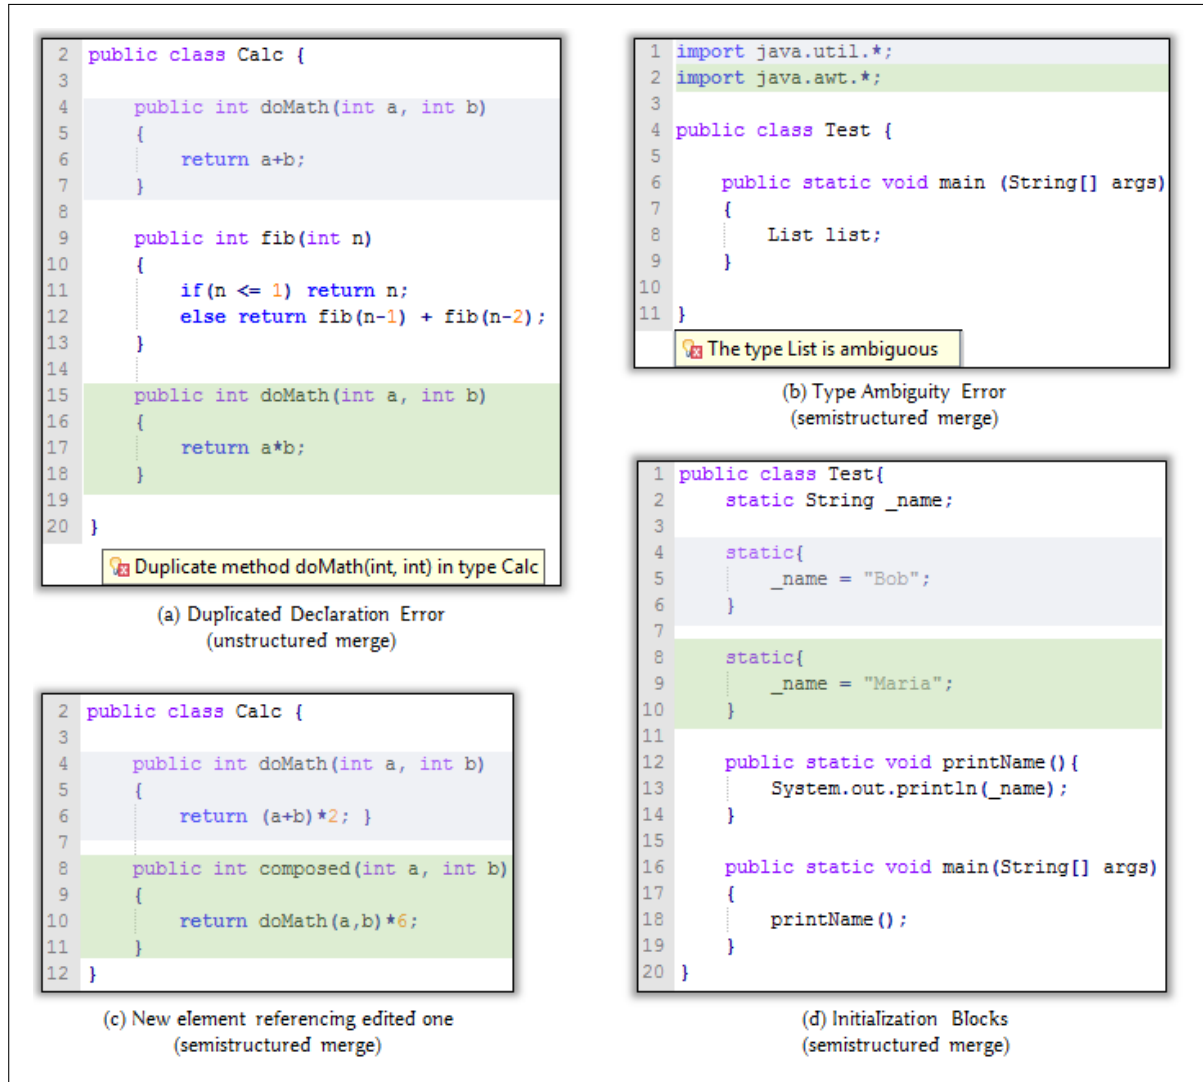 2 public class Calc {
3
4     public int doMath(int a, int b)
5     {
6         return a+b;
7     }
8
9     public int fib(int n)
10     {
11         if(n <= 1) return n;
12         else return fib(n-1) + fib(n-2);
13     }
14
15     public int doMath(int a, int b)
16     {
17         return a*b;
18     }
19
20 }
Duplicate method doMath(int, int) in type Calc
(a) Duplicated Declaration Error
(unstructured merge)
1 import java.util.*;
2 import java.awt.*;
3
4 public class Test {
5
6     public static void main (String[] args)
7     {
8         List list;
9     }
10
11 }
The type List is ambiguous
(b) Type Ambiguity Error
(semistructured merge)
2 public class Calc {
3
4     public int doMath(int a, int b)
5     {
6         return (a+b)*2; }
7
8     public int composed(int a, int b)
9     {
10         return doMath(a,b)*6;
11     }
12 }
(c) New element referencing edited one
(semistructured merge)
1 public class Test{
2     static String _name;
3
4     static{
5         _name = "Bob";
6     }
7
8     static{
9         _name = "Maria";
10     }
11
12     public static void printName(){
13         System.out.println(_name);
14     }
15
16     public static void main(String[] args)
17     {
18         printName();
19     }
20 }
(d) Initialization Blocks
(semistructured merge)